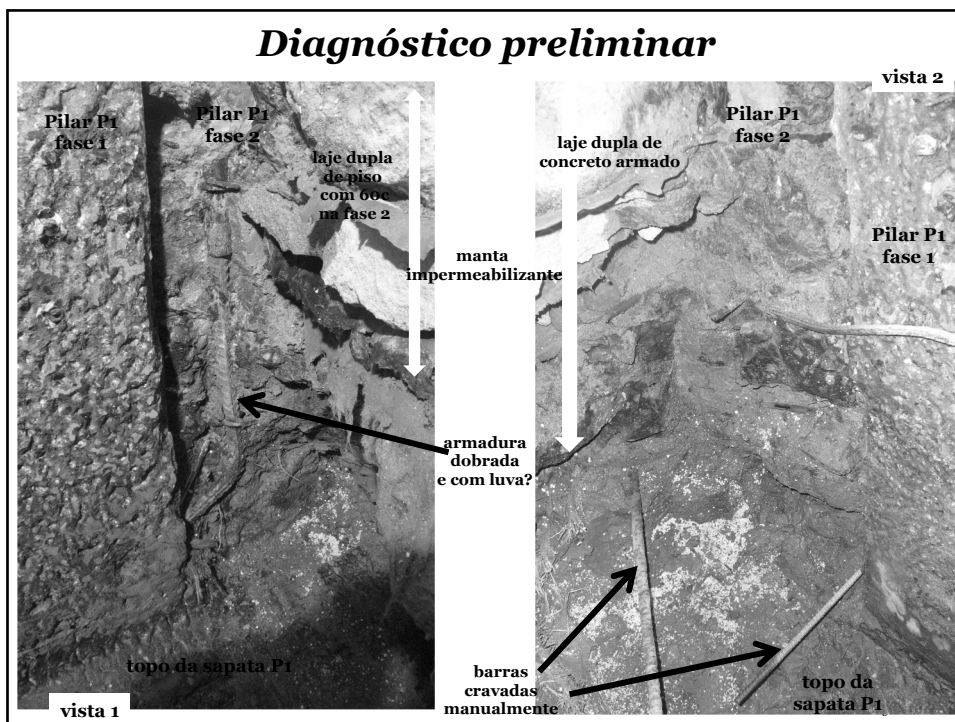 Diagnóstico preliminar
Pilar P1
fase 1
Pilar P1
fase 2
laje dupla
de piso
com 60c
na fase 2
manta
impermeabilizante
armadura
dobrada
e com luva?
topo da sapata P1
vista 1
vista 2
Pilar P1
fase 2
laje dupla de
concreto armado
Pilar P1
fase 1
barras
cravadas
manualmente
topo da
sapata P1